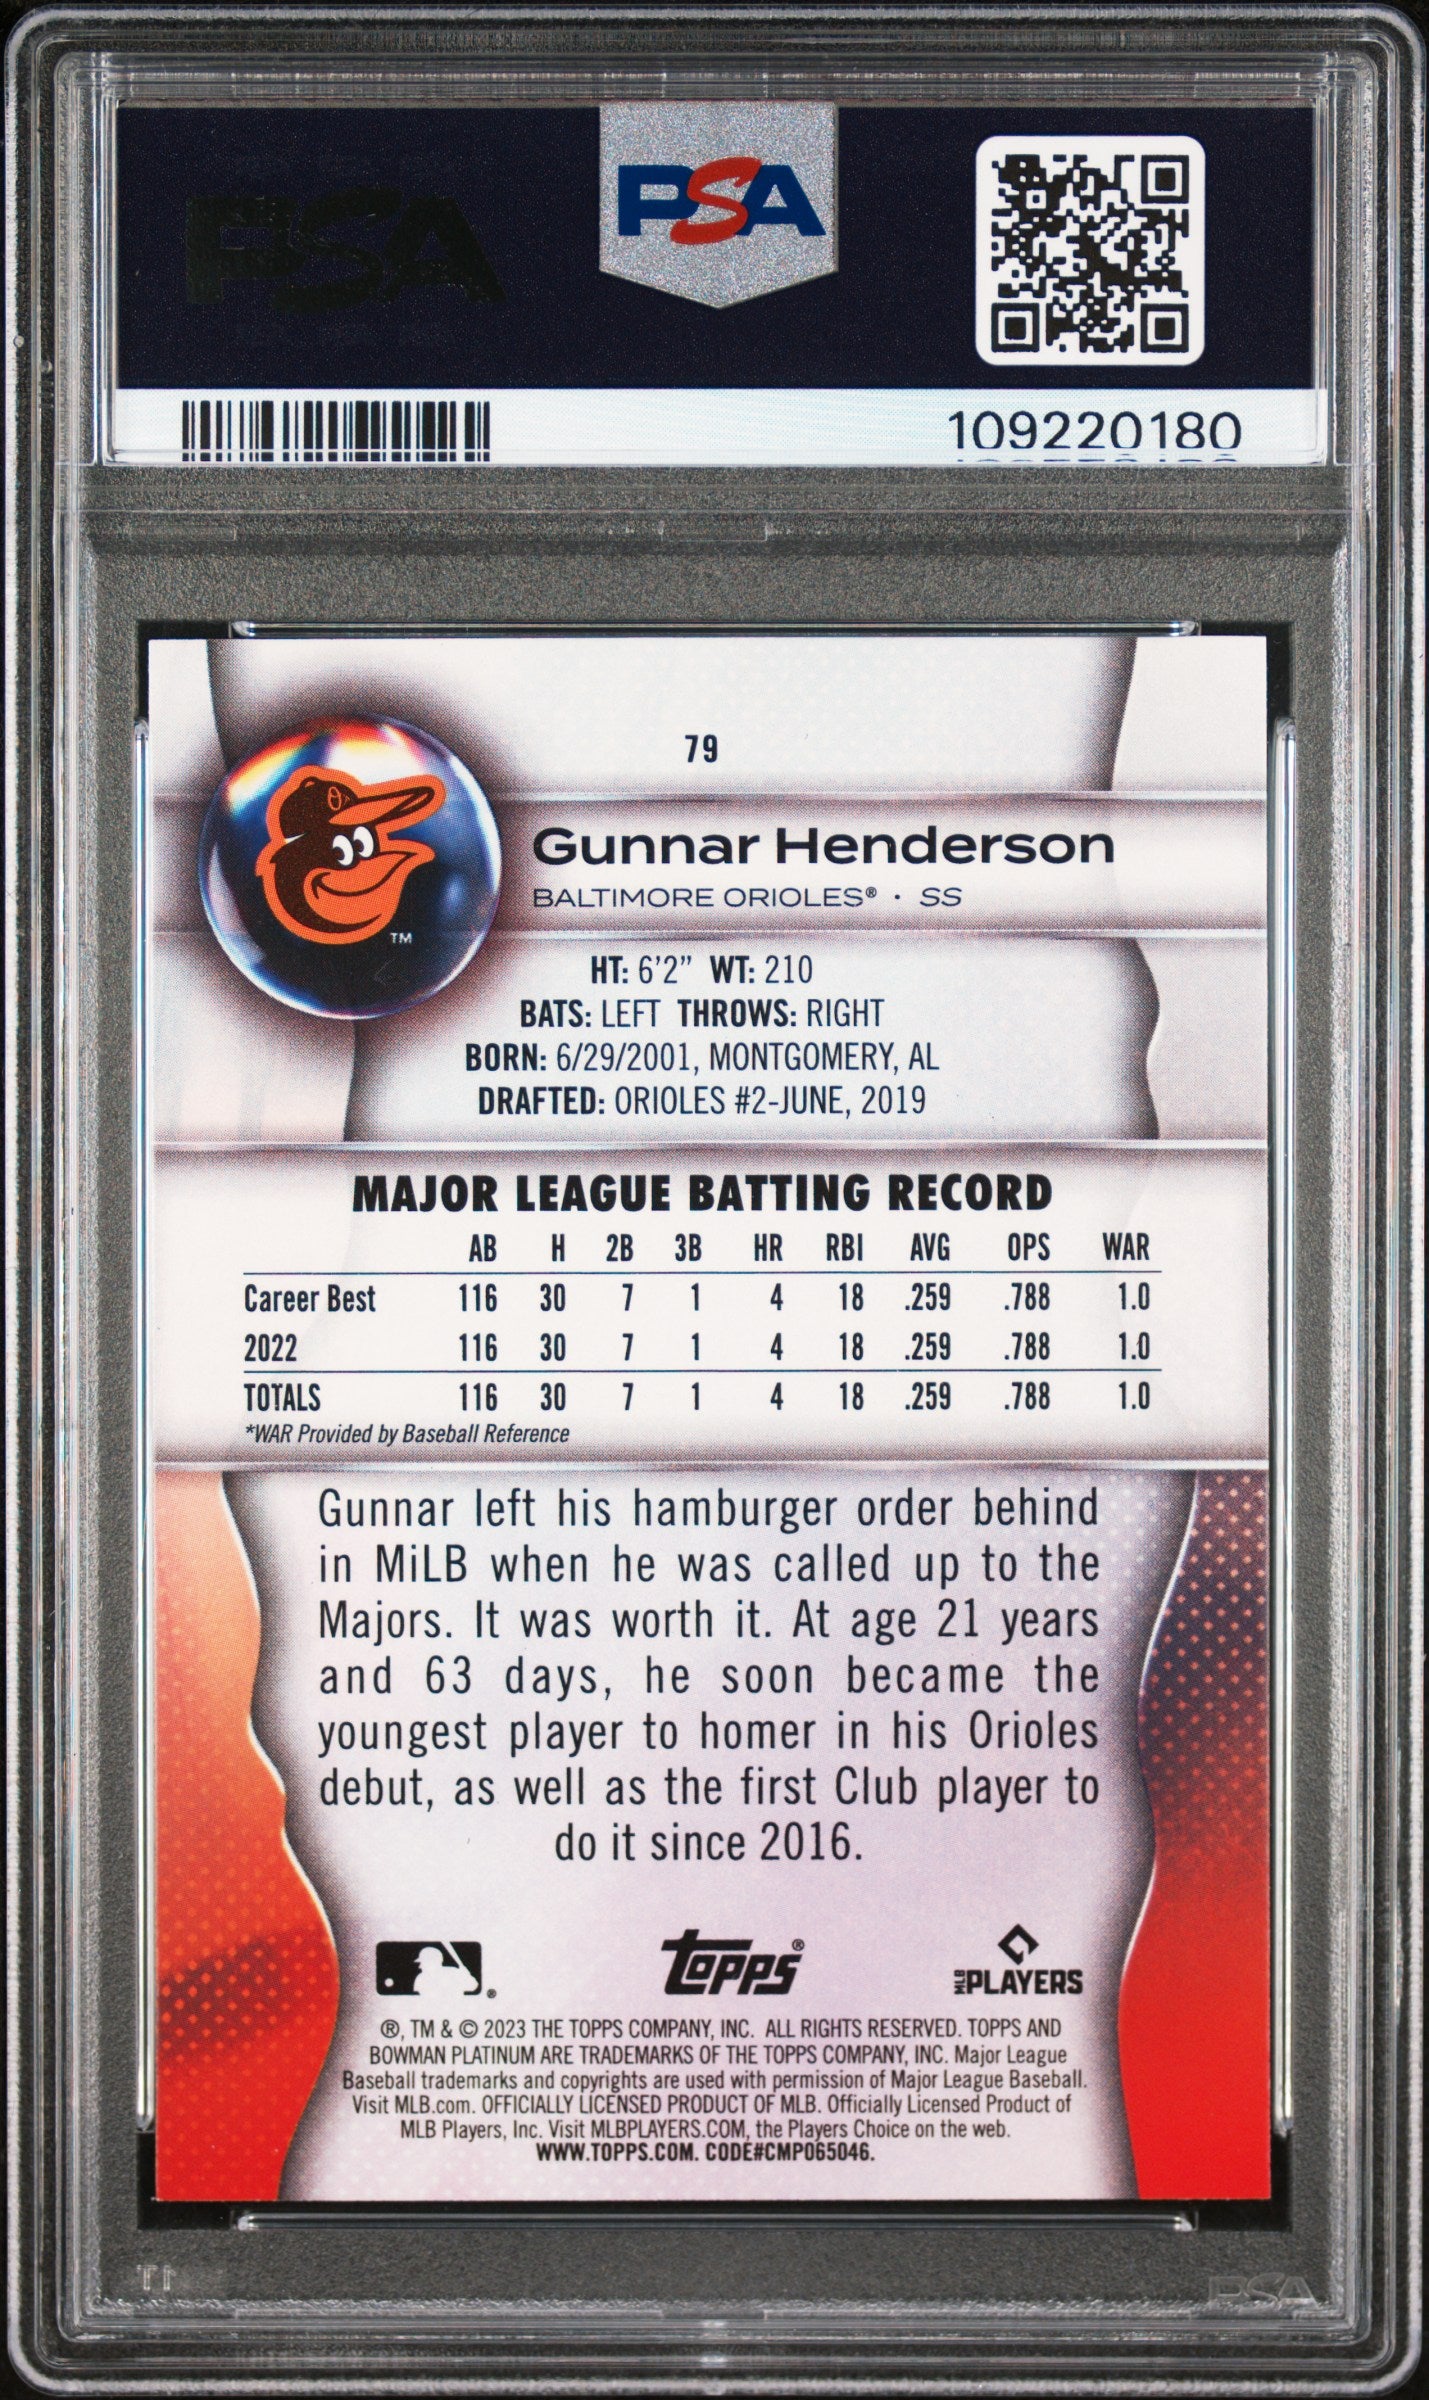 PSA
PSA
109220180
79
Gunnar Henderson
BALTIMORE ORIOLES® · SS
TM
HT: 6'2" WT: 210
BATS: LEFT THROWS: RIGHT
BORN: 6/29/2001, MONTGOMERY, AL
DRAFTED: ORIOLES #2-JUNE, 2019
MAJOR LEAGUE BATTING RECORD
AB H 2B 3B HR RBI AVG OPS WAR
Career Best 116 30 7 1 4 18 .259 .788 1.0
2022 116 30 7 1 4 18 .259 .788 1.0
TOTALS 116 30 7 1 4 18 .259 .788 1.0
*WAR Provided by Baseball Reference
Gunnar left his hamburger order behind
in MiLB when he was called up to the
Majors. It was worth it. At age 21 years
and 63 days, he soon became the
youngest player to homer in his Orioles
debut, as well as the first Club player to
do it since 2016.
® Topps® MLB PLAYERS
®, TM & © 2023 THE TOPPS COMPANY, INC. ALL RIGHTS RESERVED. TOPPS AND
BOWMAN PLATINUM ARE TRADEMARKS OF THE TOPPS COMPANY, INC. Major League
Baseball trademarks and copyrights are used with permission of Major League Baseball.
Visit MLB.com. OFFICIALLY LICENSED PRODUCT OF MLB. Officially Licensed Product of
MLB Players, Inc. Visit MLBPLAYERS.COM, the Players Choice on the web.
WWW.TOPPS.COM. CODE#CMP065046.
PSA